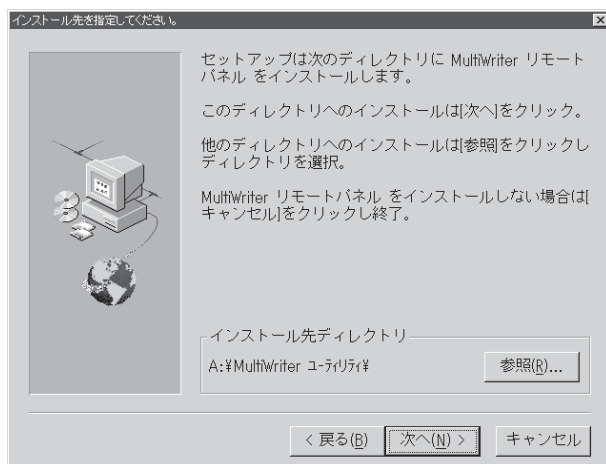 インストール先を指定してください。
セットアップは次のディレクトリに MultiWriter リモート
パネル をインストールします。
このディレクトリへのインストールは[次へ]をクリック。
他のディレクトリへのインストールは[参照]をクリックし
ディレクトリを選択。
MultiWriter リモートパネル をインストールしない場合は[
キャンセル]をクリックし終了。
インストール先ディレクトリ
A:¥MultiWriter ユーティリティ¥
参照(R)...
< 戻る(B)
次へ(N) >
キャンセル